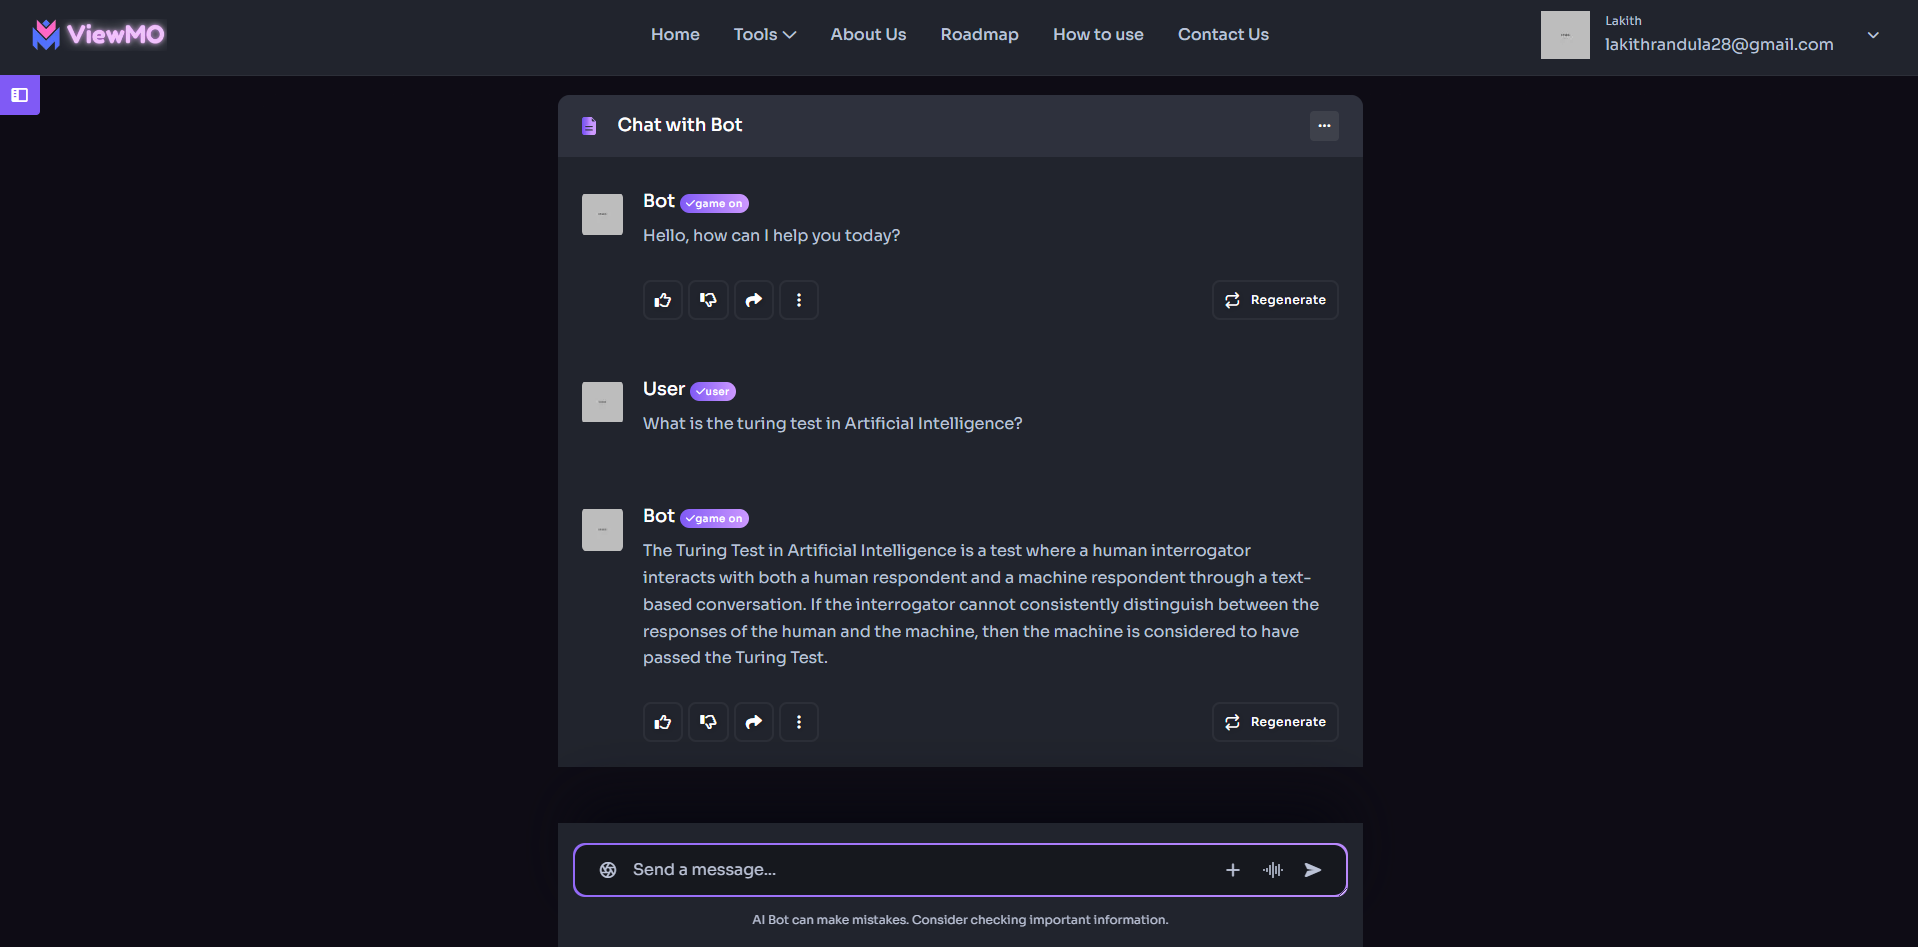 ViewMO
Home Tools About Us Roadmap How to use Contact Us
Lakith
lakithrandula28@gmail.com
Chat with Bot
Bot game on
Hello, how can I help you today?
Regenerate
User user
What is the turing test in Artificial Intelligence?
Bot game on
The Turing Test in Artificial Intelligence is a test where a human interrogator
interacts with both a human respondent and a machine respondent through a text-
based conversation. If the interrogator cannot consistently distinguish between the
responses of the human and the machine, then the machine is considered to have
passed the Turing Test.
Regenerate
Send a message...
AI Bot can make mistakes. Consider checking important information.